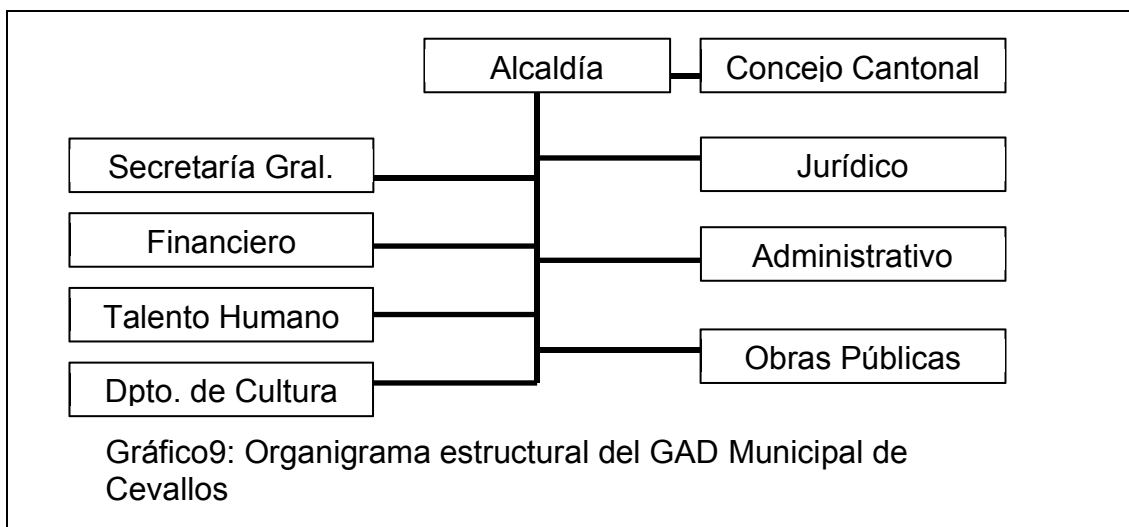 Alcaldía
Concejo Cantonal
Secretaría Gral.
Jurídico
Financiero
Administrativo
Talento Humano
Obras Públicas
Dpto. de Cultura
Gráfico9: Organigrama estructural del GAD Municipal de
Cevallos